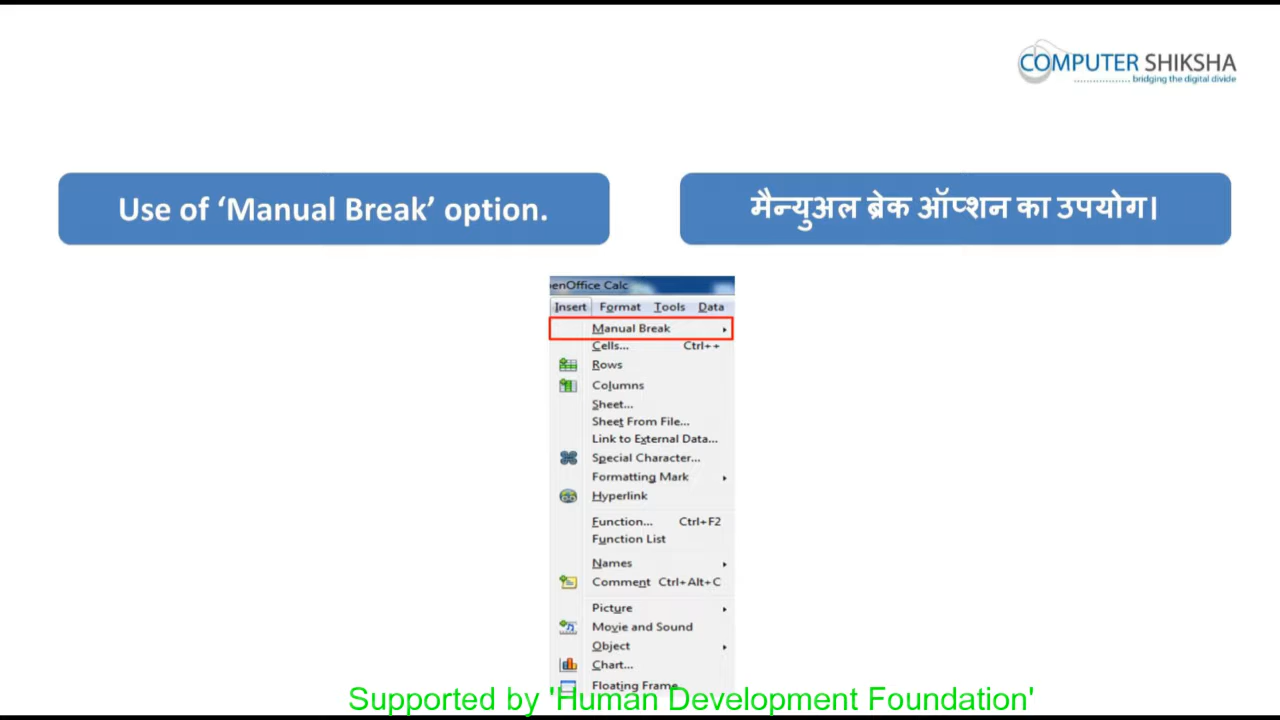 COMPUTER SHIKSHA
bridging the digital divide
Use of ‘Manual Break’ option.
मैन्युअल ब्रेक ऑप्शन का उपयोग।
enOffice Calc
Insert Format Tools Data
Manual Break
Cells... Ctrl++
Rows
Columns
Sheet...
Sheet From File...
Link to External Data...
Special Character...
Formatting Mark
Hyperlink
Function... Ctrl+F2
Function List
Names
Comment Ctrl+Alt+C
Picture
Movie and Sound
Object
Chart...
Floating Frame
Supported by 'Human Development Foundation'